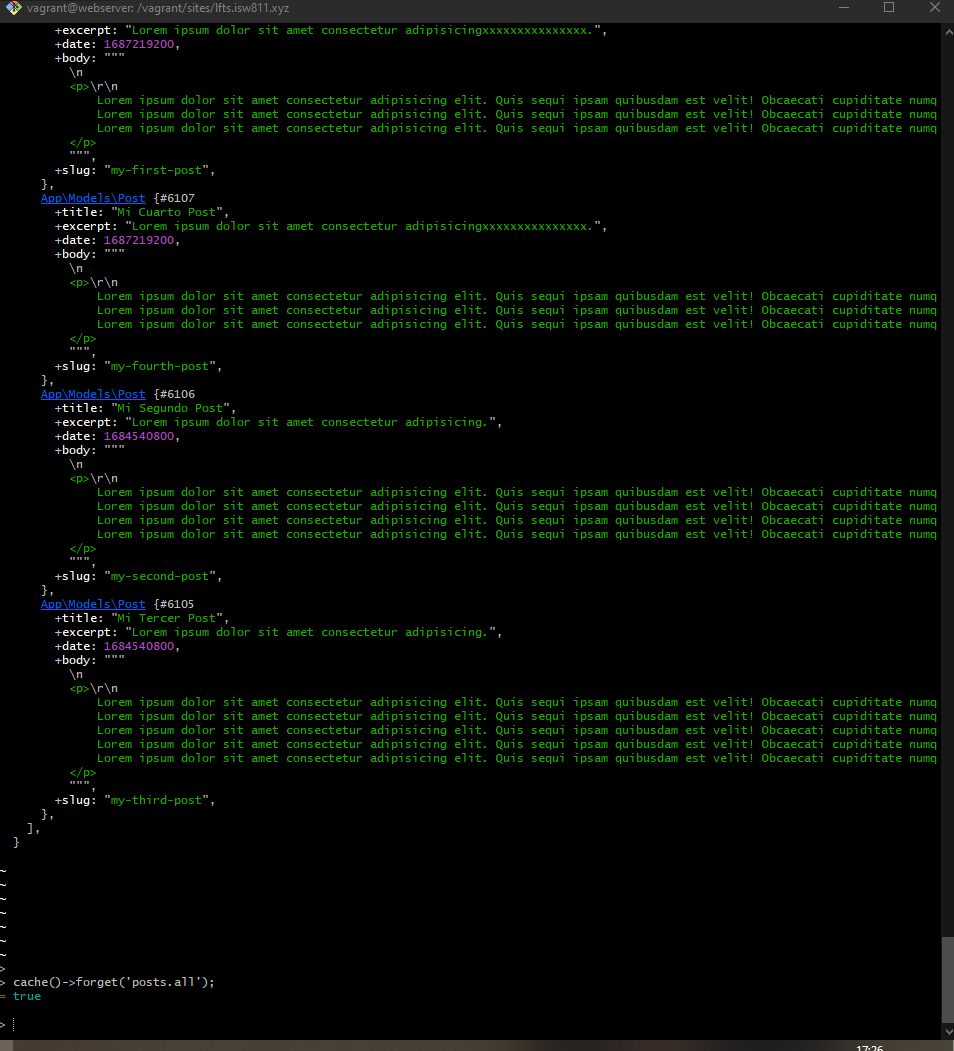 vagrant@webserver: /vagrant/sites/lfts.isw811.xyz
+excerpt: "Lorem ipsum dolor sit amet consectetur adipisicingxxxxxxxxxxxxxxx.",
+date: 1687219200,
+body: """
\n
<p>\r\n
Lorem ipsum dolor sit amet consectetur adipisicing elit. Quis sequi ipsam quibusdam est velit! Obcaecati cupiditate numq
Lorem ipsum dolor sit amet consectetur adipisicing elit. Quis sequi ipsam quibusdam est velit! Obcaecati cupiditate numq
Lorem ipsum dolor sit amet consectetur adipisicing elit. Quis sequi ipsam quibusdam est velit! Obcaecati cupiditate numq
</p>
""",
+slug: "my-first-post",
},
App\Models\Post {#6107
+title: "Mi Cuarto Post",
+excerpt: "Lorem ipsum dolor sit amet consectetur adipisicingxxxxxxxxxxxxxxx.",
+date: 1687219200,
+body: """
\n
<p>\r\n
Lorem ipsum dolor sit amet consectetur adipisicing elit. Quis sequi ipsam quibusdam est velit! Obcaecati cupiditate numq
Lorem ipsum dolor sit amet consectetur adipisicing elit. Quis sequi ipsam quibusdam est velit! Obcaecati cupiditate numq
Lorem ipsum dolor sit amet consectetur adipisicing elit. Quis sequi ipsam quibusdam est velit! Obcaecati cupiditate numq
</p>
""",
+slug: "my-fourth-post",
},
App\Models\Post {#6106
+title: "Mi Segundo Post",
+excerpt: "Lorem ipsum dolor sit amet consectetur adipisicing.",
+date: 1684540800,
+body: """
\n
<p>\r\n
Lorem ipsum dolor sit amet consectetur adipisicing elit. Quis sequi ipsam quibusdam est velit! Obcaecati cupiditate numq
Lorem ipsum dolor sit amet consectetur adipisicing elit. Quis sequi ipsam quibusdam est velit! Obcaecati cupiditate numq
Lorem ipsum dolor sit amet consectetur adipisicing elit. Quis sequi ipsam quibusdam est velit! Obcaecati cupiditate numq
Lorem ipsum dolor sit amet consectetur adipisicing elit. Quis sequi ipsam quibusdam est velit! Obcaecati cupiditate numq
</p>
""",
+slug: "my-second-post",
},
App\Models\Post {#6105
+title: "Mi Tercer Post",
+excerpt: "Lorem ipsum dolor sit amet consectetur adipisicing.",
+date: 1684540800,
+body: """
\n
<p>\r\n
Lorem ipsum dolor sit amet consectetur adipisicing elit. Quis sequi ipsam quibusdam est velit! Obcaecati cupiditate numq
Lorem ipsum dolor sit amet consectetur adipisicing elit. Quis sequi ipsam quibusdam est velit! Obcaecati cupiditate numq
Lorem ipsum dolor sit amet consectetur adipisicing elit. Quis sequi ipsam quibusdam est velit! Obcaecati cupiditate numq
Lorem ipsum dolor sit amet consectetur adipisicing elit. Quis sequi ipsam quibusdam est velit! Obcaecati cupiditate numq
Lorem ipsum dolor sit amet consectetur adipisicing elit. Quis sequi ipsam quibusdam est velit! Obcaecati cupiditate numq
</p>
""",
+slug: "my-third-post",
},
],
}
~
~
~
~
~
~
~
>
> cache()->forget('posts.all');
= true
>
17:26